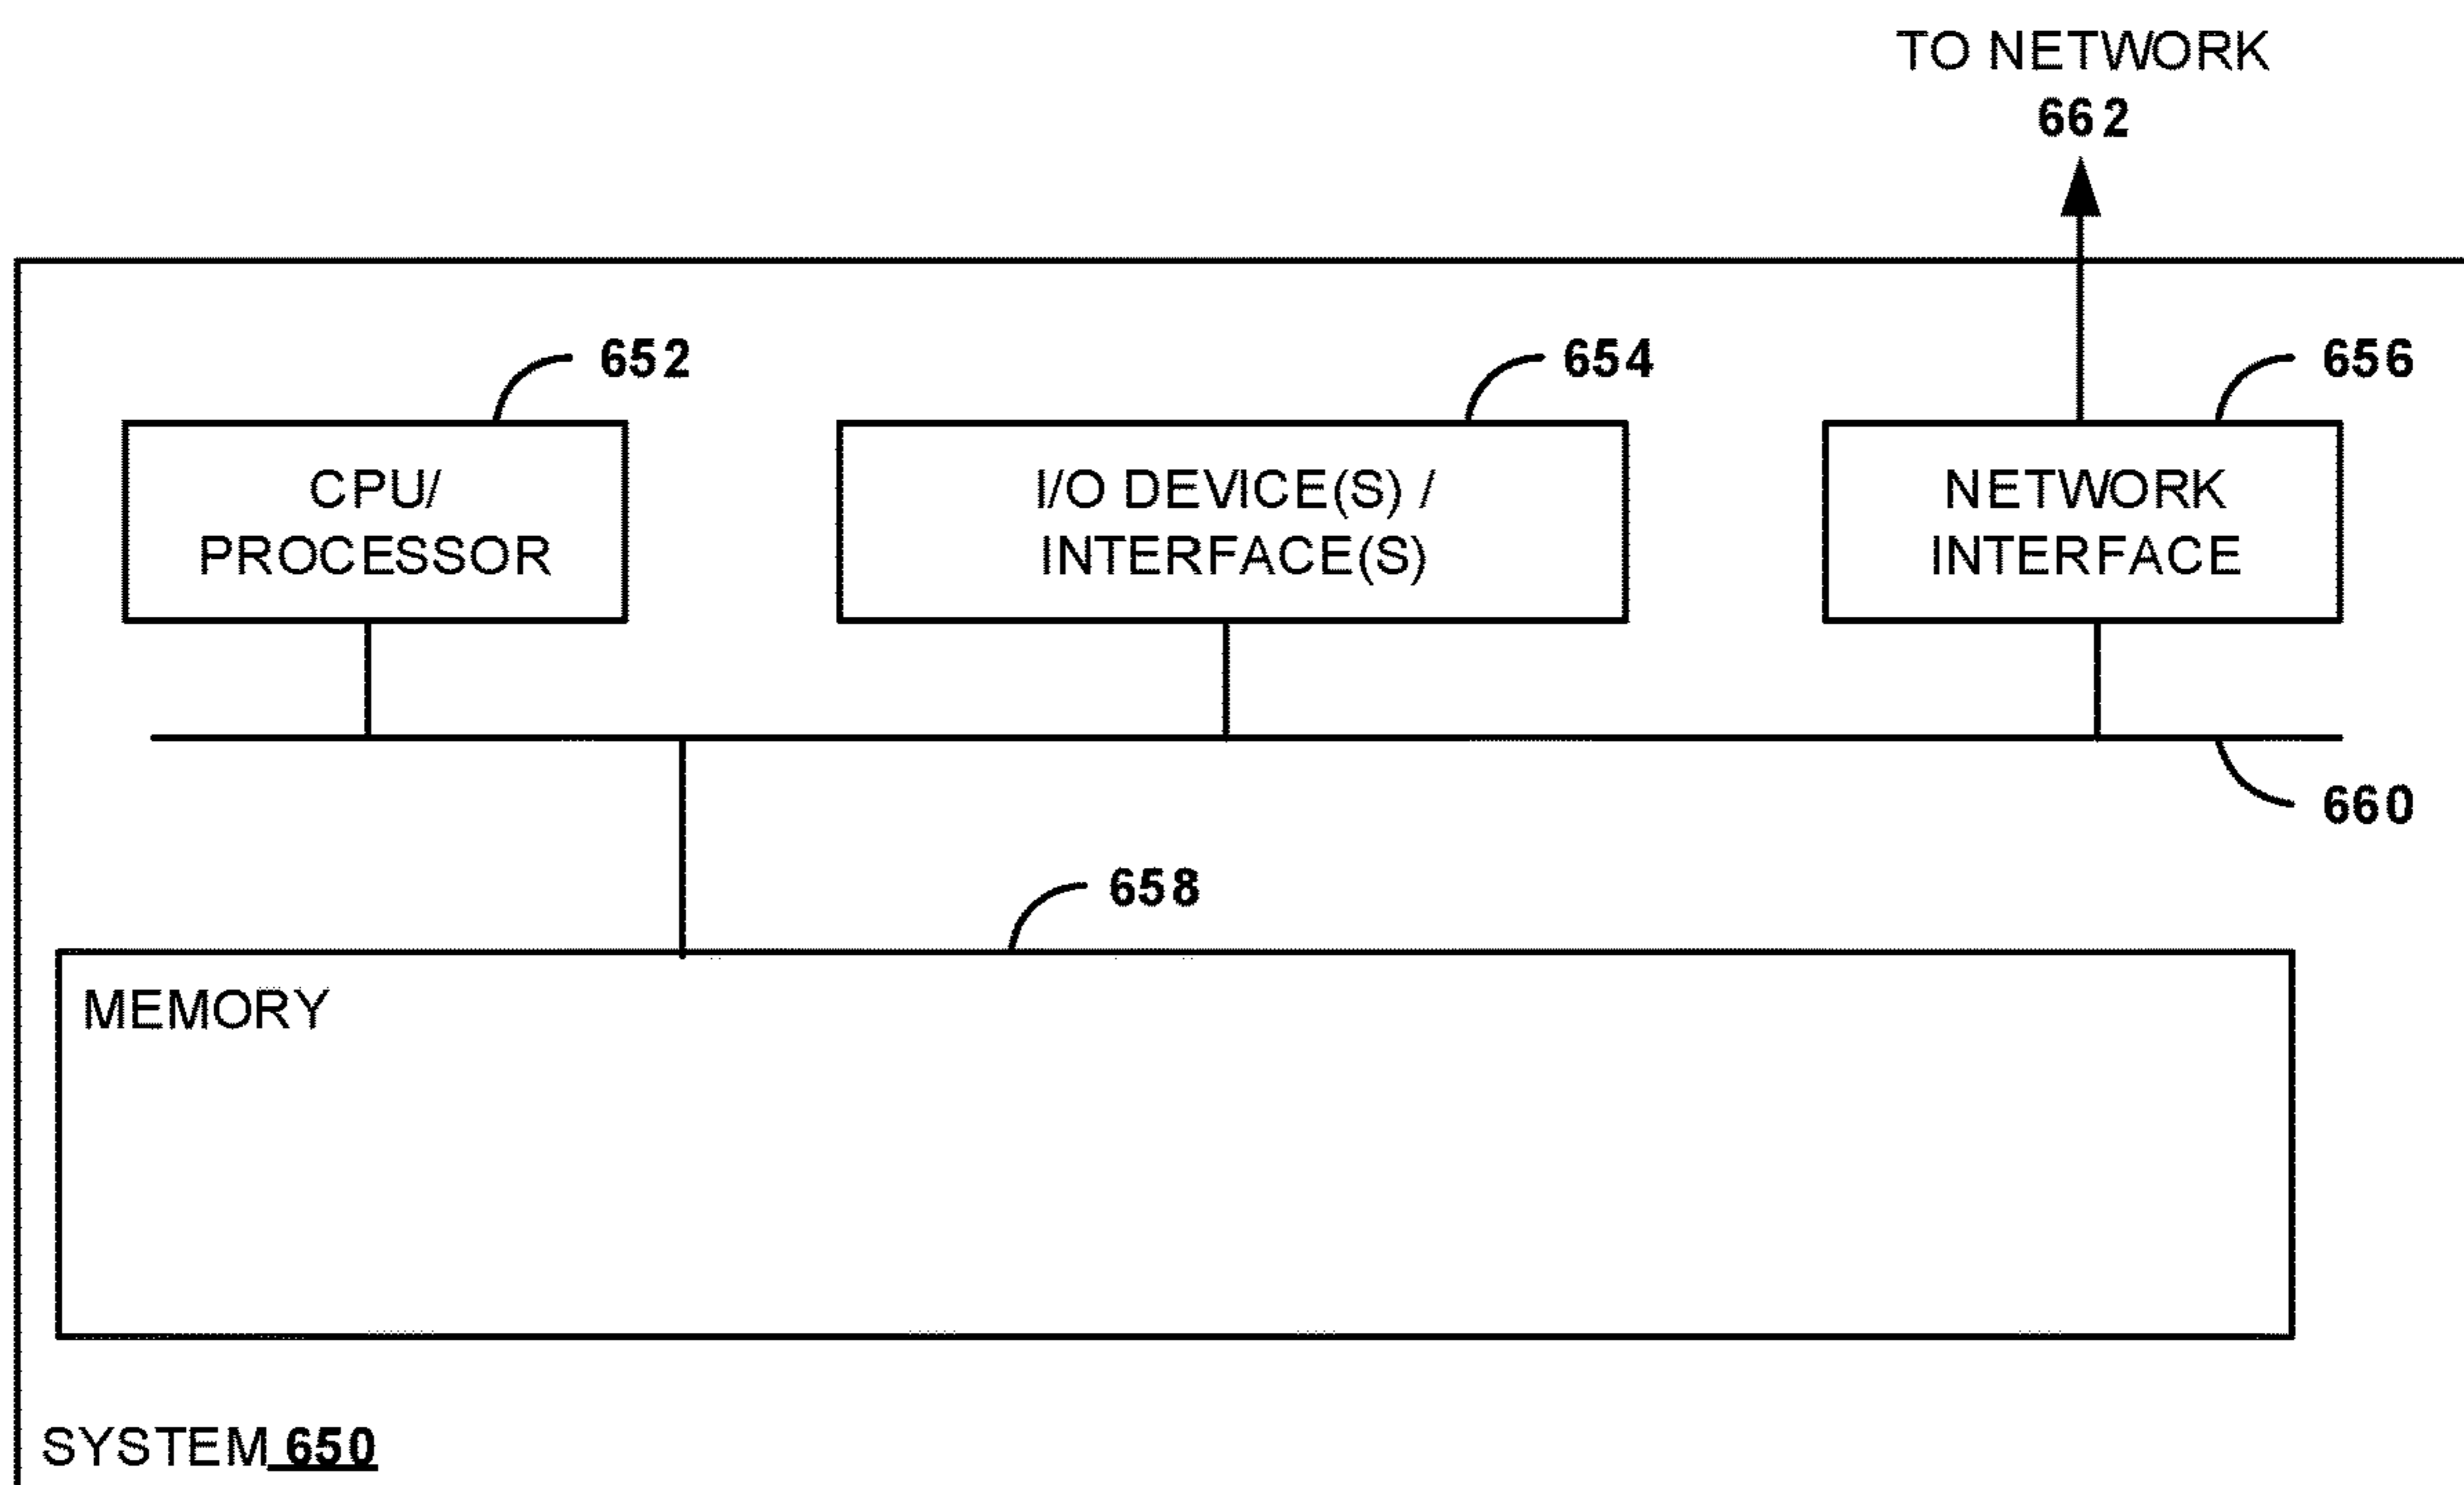 TO NETWORK
662
652
654
656
CPU/
PROCESSOR
I/O DEVICE(S) /
INTERFACE(S)
NETWORK
INTERFACE
660
658
MEMORY
SYSTEM 650